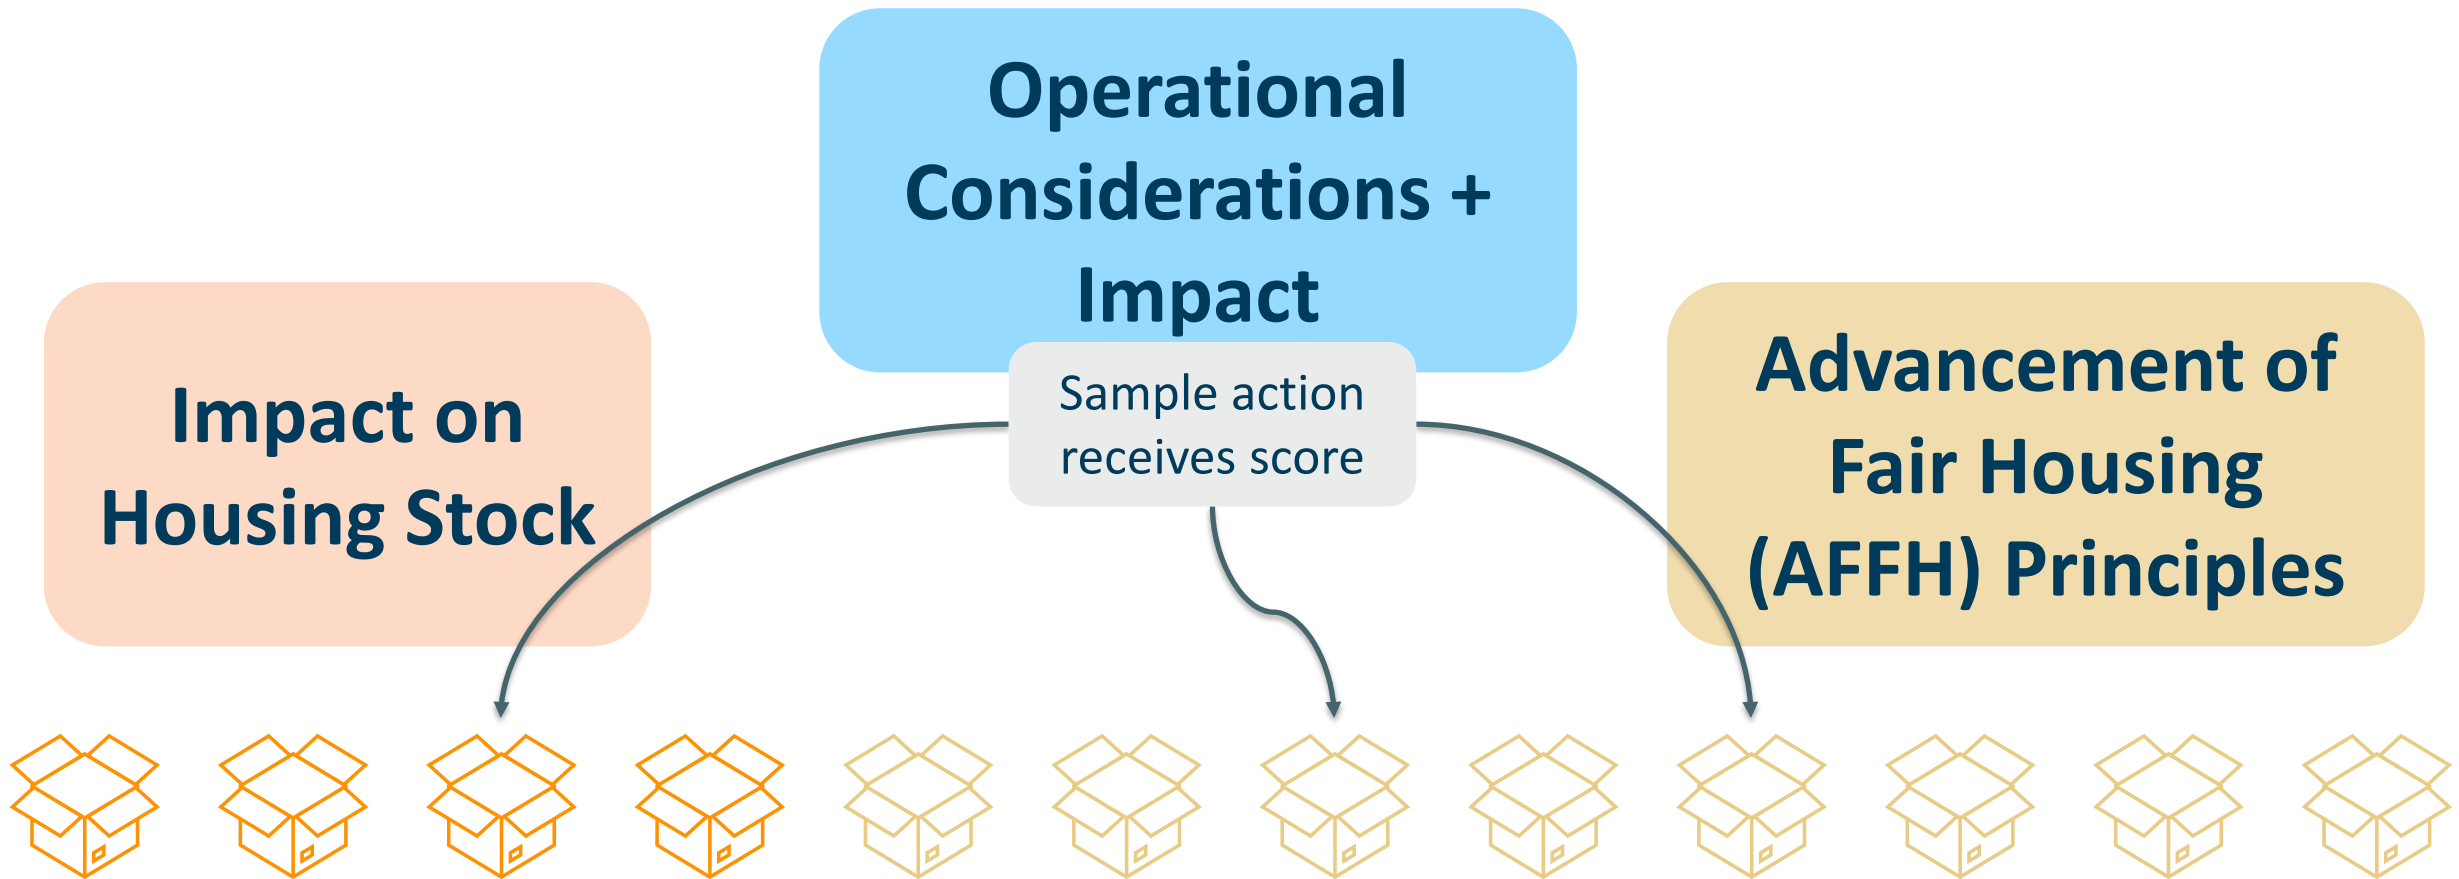 Operational
Considerations +
Impact
Sample action
receives score
Impact on
Housing Stock
Advancement of
Fair Housing
(AFFH) Principles